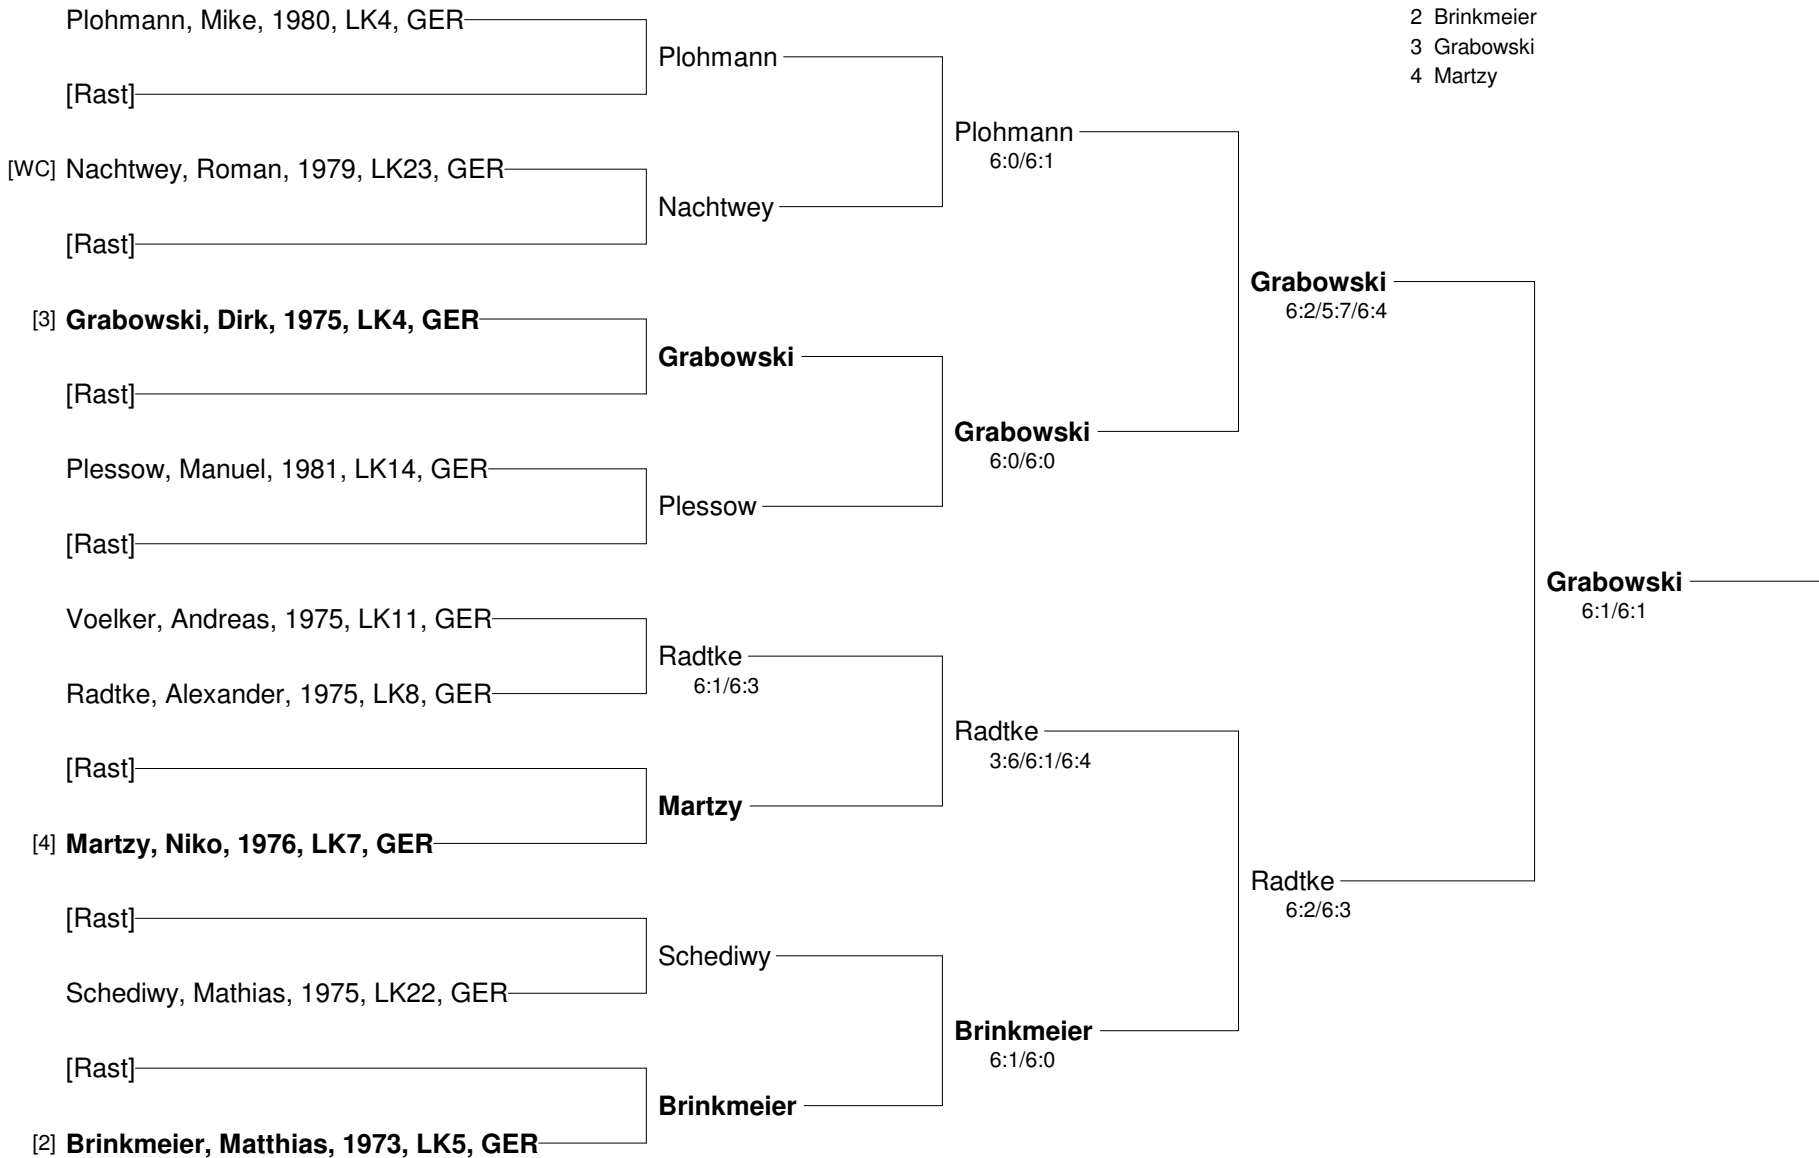 Plohmann, Mike, 1980, LK4, GER
[Rast]
[WC] Nachtwey, Roman, 1979, LK23, GER
[Rast]
[3] Grabowski, Dirk, 1975, LK4, GER
[Rast]
Plessow, Manuel, 1981, LK14, GER
[Rast]
Voelker, Andreas, 1975, LK11, GER
Radtke, Alexander, 1975, LK8, GER
[Rast]
[4] Martzy, Niko, 1976, LK7, GER
[Rast]
Schediwy, Mathias, 1975, LK22, GER
[Rast]
[2] Brinkmeier, Matthias, 1973, LK5, GER
Plohmann
Nachtwey
Grabowski
Plessow
Radtke
6:1/6:3
Martzy
Schediwy
Brinkmeier
Plohmann
6:0/6:1
Grabowski
6:0/6:0
Radtke
3:6/6:1/6:4
Brinkmeier
6:1/6:0
Grabowski
6:2/5:7/6:4
Radtke
6:2/6:3
Grabowski
6:1/6:1
2 Brinkmeier
3 Grabowski
4 Martzy